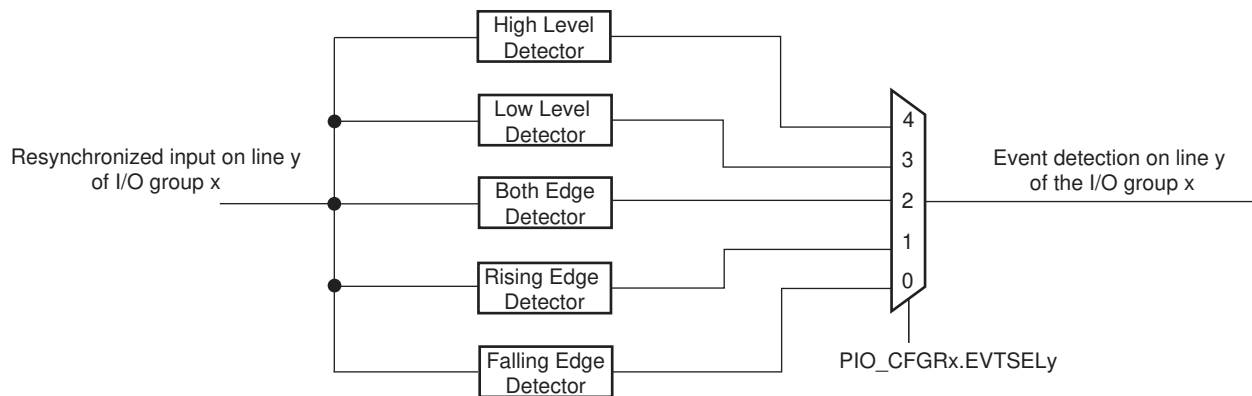 High Level
Detector
Low Level
Detector
Resynchronized input on line y
of I/O group x
Both Edge
Detector
Rising Edge
Detector
Falling Edge
Detector
4
3
2
1
0
Event detection on line y
of the I/O group x
PIO_CFGRx.EVTSELy